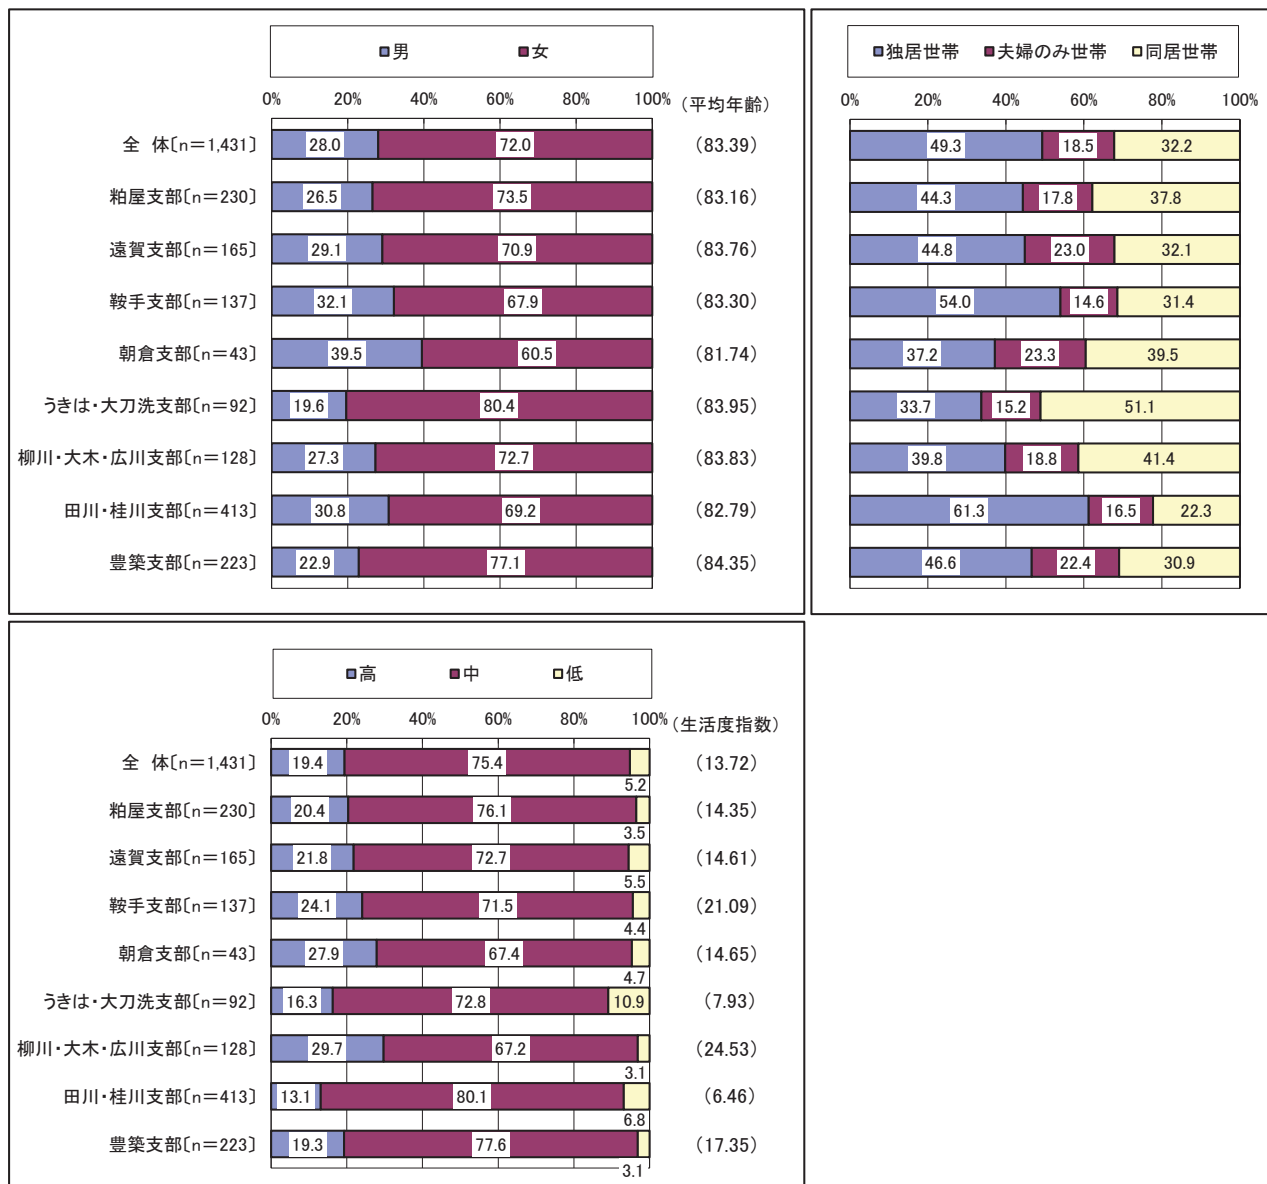 男 女
0% 20% 40% 60% 80% 100% (平均年齢)
全 体〔n=1,431〕 28.0 72.0 (83.39)
粕屋支部〔n=230〕 26.5 73.5 (83.16)
遠賀支部〔n=165〕 29.1 70.9 (83.76)
鞍手支部〔n=137〕 32.1 67.9 (83.30)
朝倉支部〔n=43〕 39.5 60.5 (81.74)
うきは・大刀洗支部〔n=92〕 19.6 80.4 (83.95)
柳川・大木・広川支部〔n=128〕 27.3 72.7 (83.83)
田川・桂川支部〔n=413〕 30.8 69.2 (82.79)
豊築支部〔n=223〕 22.9 77.1 (84.35)
独居世帯 夫婦のみ世帯 同居世帯
0% 20% 40% 60% 80% 100%
49.3 18.5 32.2
44.3 17.8 37.8
44.8 23.0 32.1
54.0 14.6 31.4
37.2 23.3 39.5
33.7 15.2 51.1
39.8 18.8 41.4
61.3 16.5 22.3
46.6 22.4 30.9
高 中 低
0% 20% 40% 60% 80% 100% (生活度指数)
全 体〔n=1,431〕 19.4 75.4 5.2 (13.72)
粕屋支部〔n=230〕 20.4 76.1 3.5 (14.35)
遠賀支部〔n=165〕 21.8 72.7 5.5 (14.61)
鞍手支部〔n=137〕 24.1 71.5 4.4 (21.09)
朝倉支部〔n=43〕 27.9 67.4 4.7 (14.65)
うきは・大刀洗支部〔n=92〕 16.3 72.8 10.9 (7.93)
柳川・大木・広川支部〔n=128〕 29.7 67.2 3.1 (24.53)
田川・桂川支部〔n=413〕 13.1 80.1 6.8 (6.46)
豊築支部〔n=223〕 19.3 77.6 3.1 (17.35)